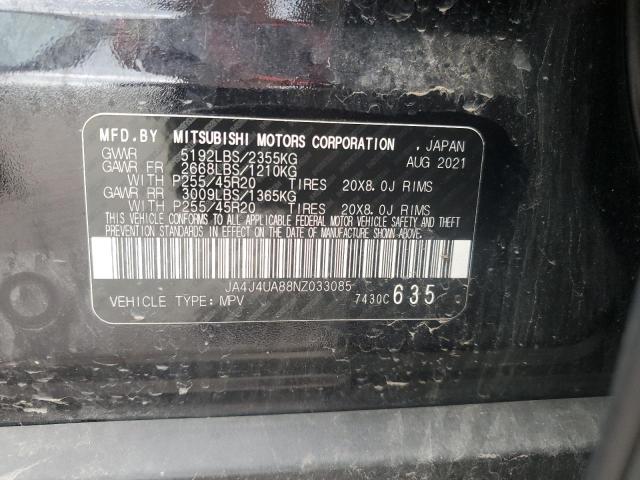 MFD.BY MITSUBISHI MOTORS CORPORATION , JAPAN
GVWR 5192LBS/2355KG AUG 2021
GAWR FR 2668LBS/1210KG
WITH P255/45R20 TIRES 20X8.0J RIMS
GAWR RR 3009LBS/1365KG
WITH P255/45R20 TIRES 20X8.0J RIMS
THIS VEHICLE CONFORMS TO ALL APPLICABLE FEDERAL MOTOR VEHICLE SAFETY AND THEFT
PREVENTION STANDARDS IN EFFECT ON THE DATE OF MANUFACTURE SHOWN ABOVE.
JA4J4UA88NZ033085
VEHICLE TYPE: MPV 7430C 635